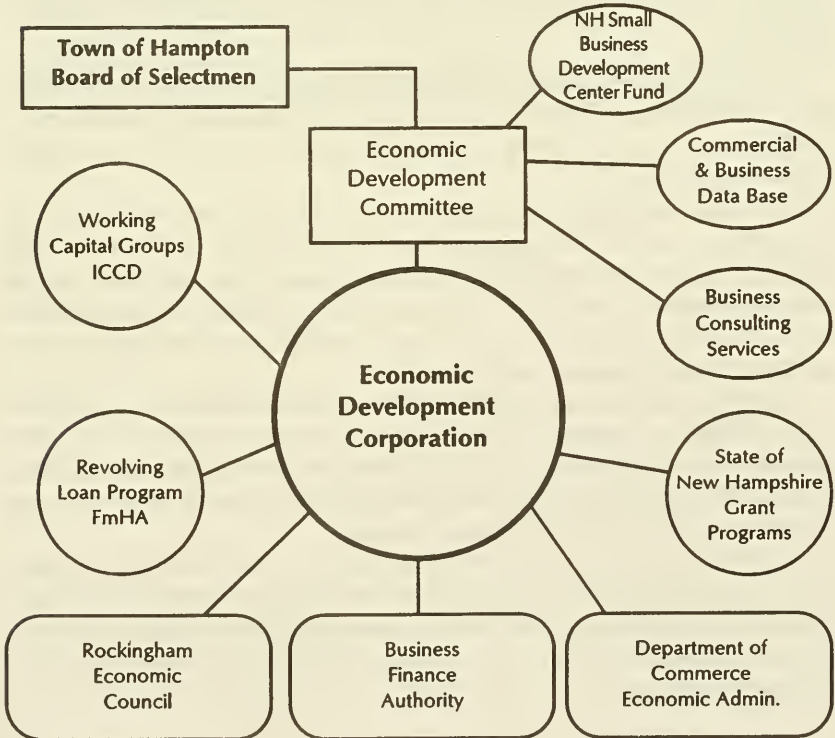 Town of Hampton
Board of Selectmen
NH Small
Business
Development
Center Fund
Economic
Development
Committee
Commercial
& Business
Data Base
Working
Capital Groups
ICCD
Business
Consulting
Services
Economic
Development
Corporation
Revolving
Loan Program
FmHA
State of
New Hampshire
Grant
Programs
Rockingham
Economic
Council
Business
Finance
Authority
Department of
Commerce
Economic Admin.